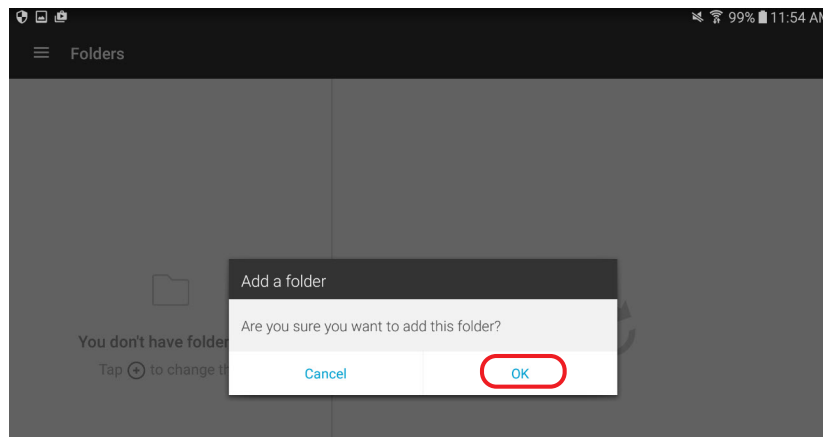 99% 11:54 AM
Folders
Add a folder
Are you sure you want to add this folder?
You don't have folder
Tap + to change th
Cancel
OK